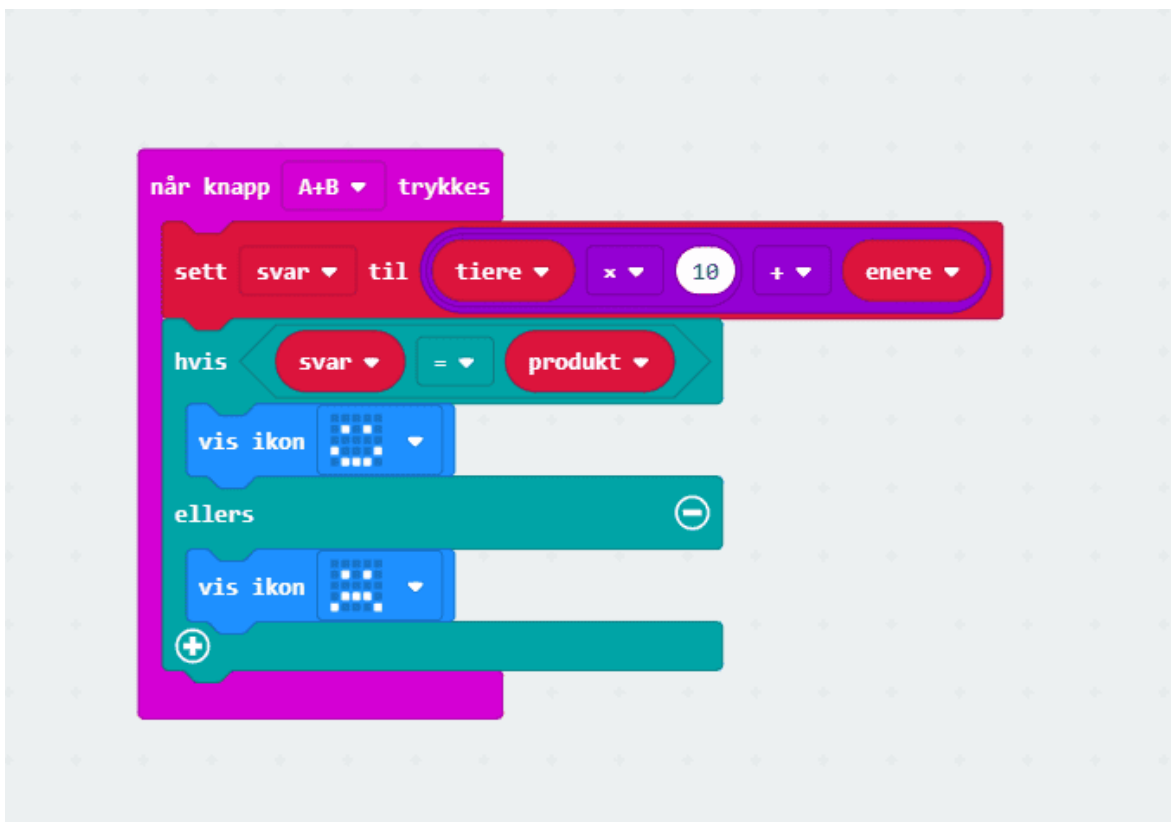 når knapp A+B trykkes
sett svar til tiere x 10 + enere
hvis svar = produkt
vis ikon
ellers
vis ikon